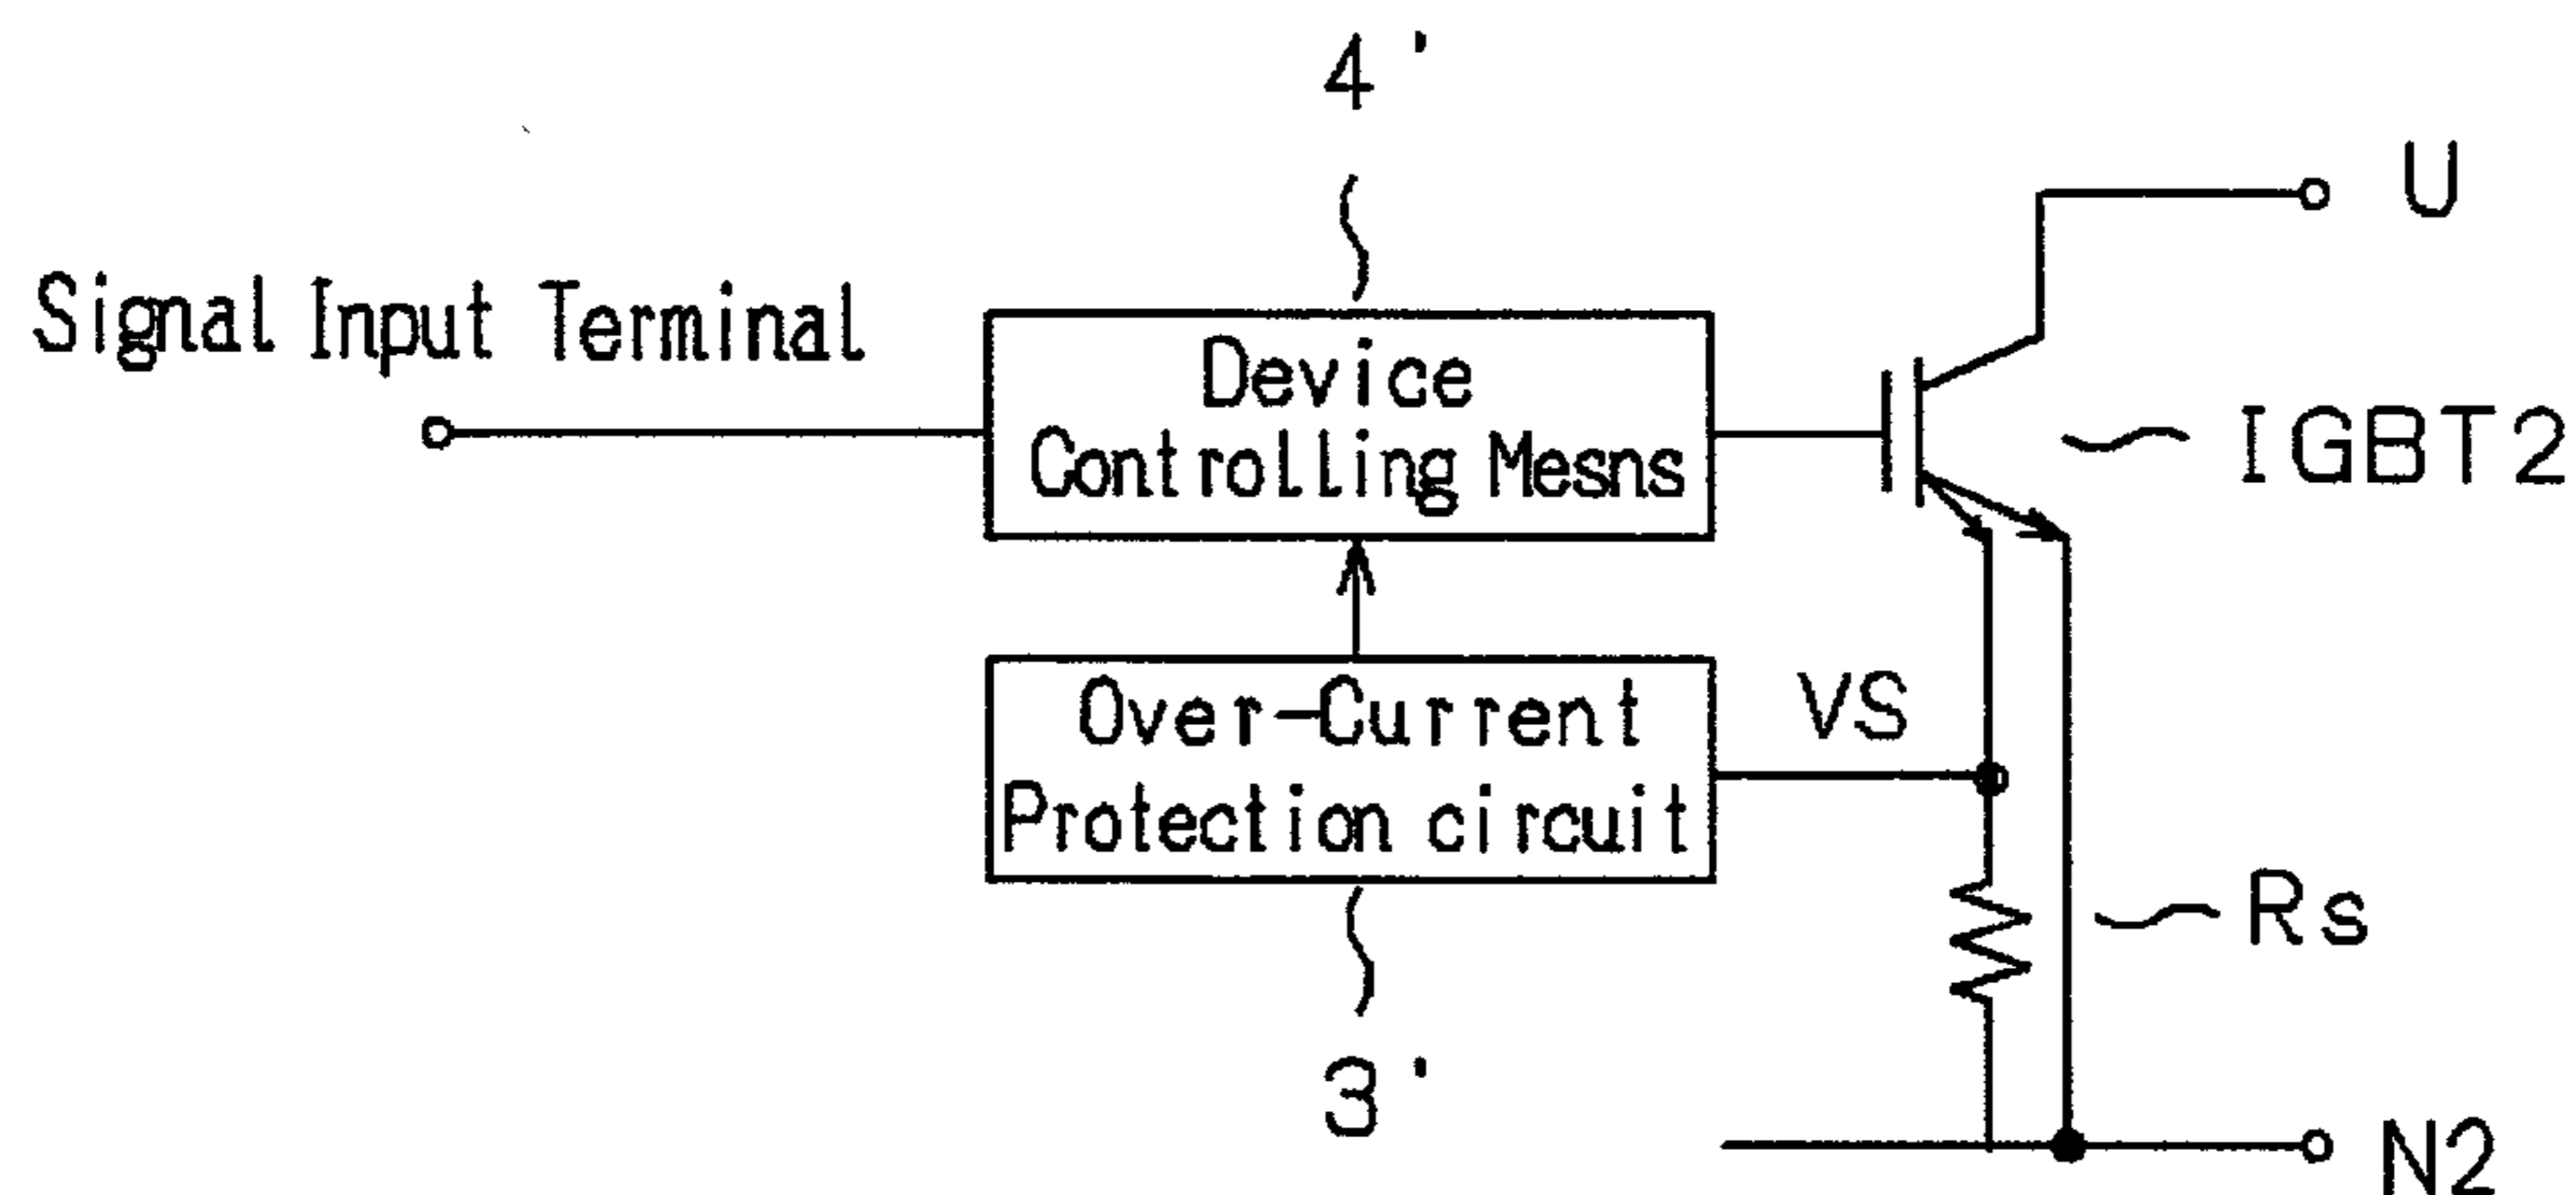 4'
U
Signal Input Terminal
Device
Controlling Mesns
IGBT2
Over-Current
Protection circuit
VS
Rs
3'
N2